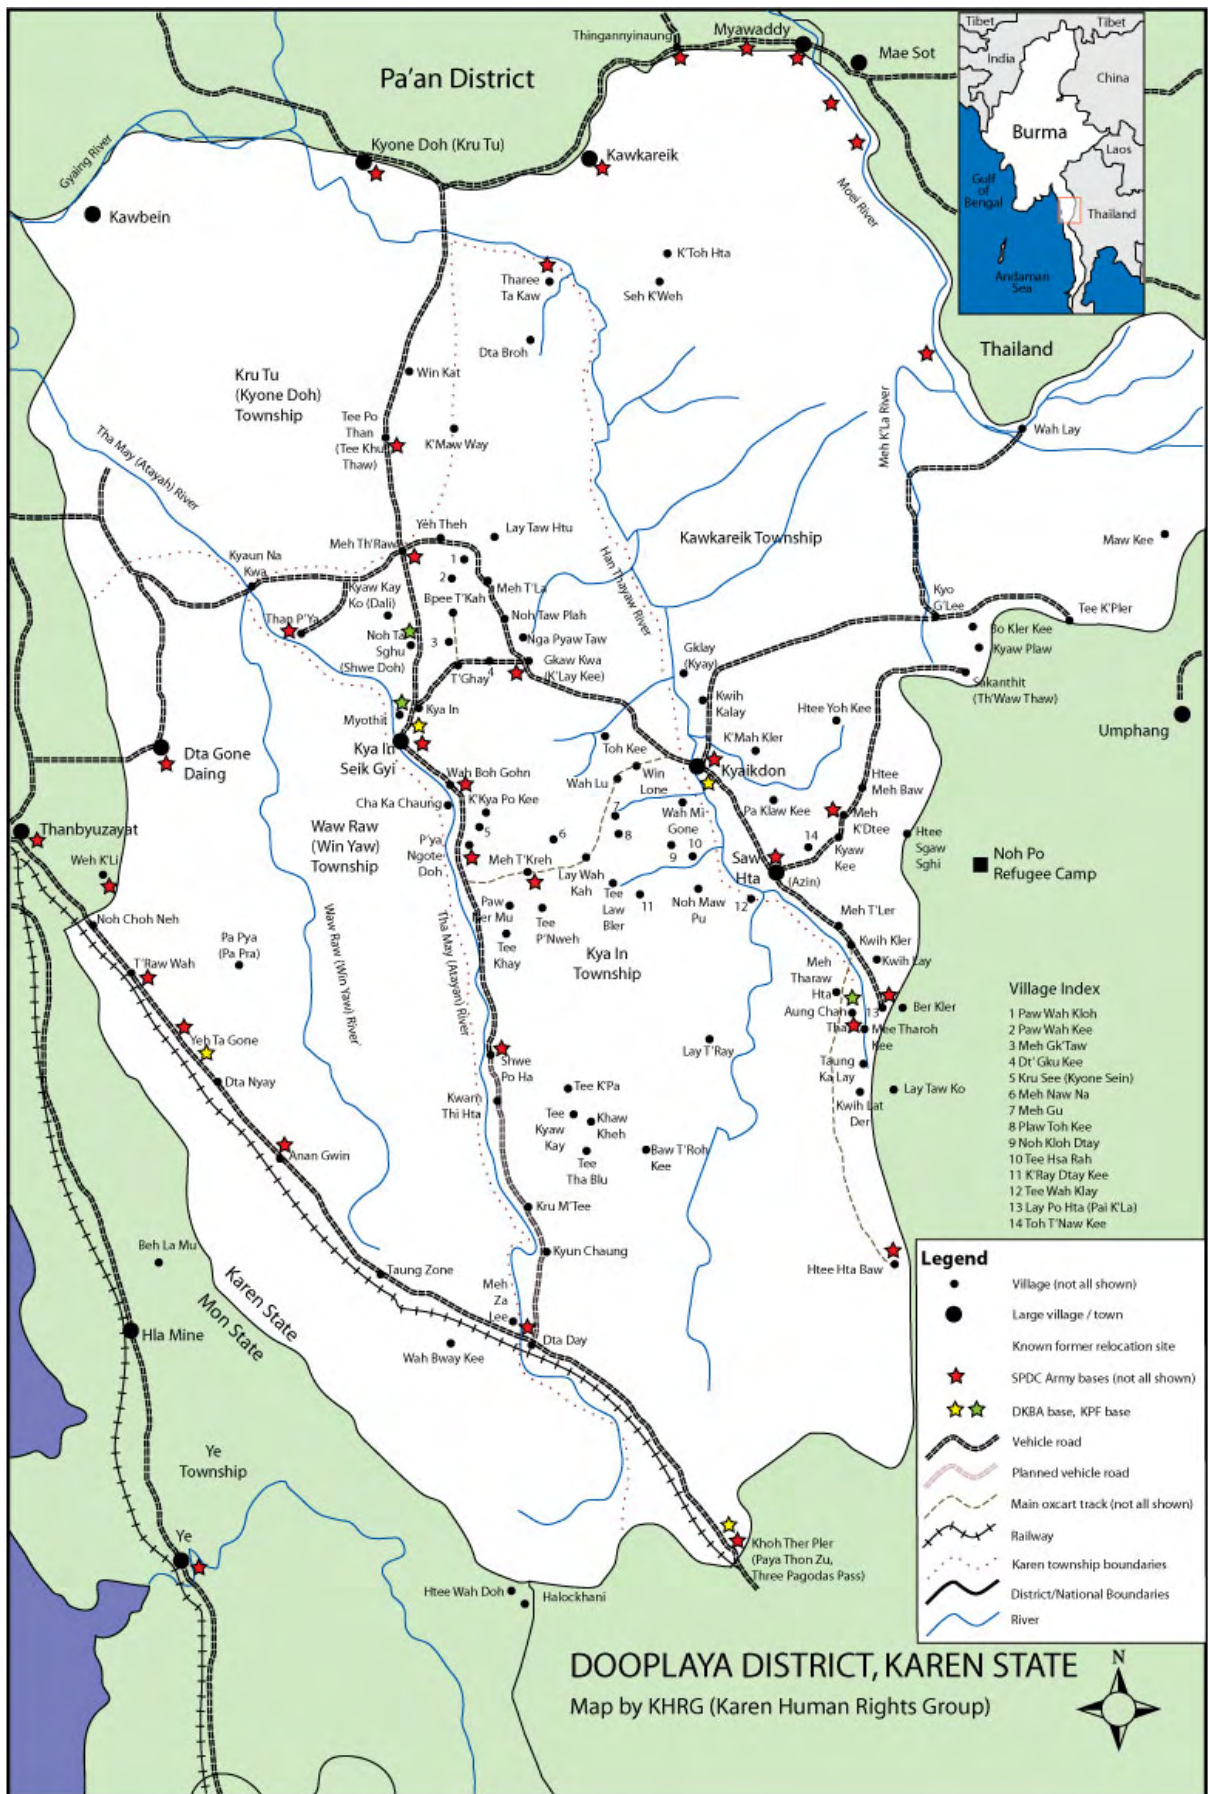 Thingannyinaung
Myawaddy
Mae Sot
Pa'an District
Kyone Doh (Kru Tu)
Kawkareik
Gyaing River
Kawbein
Moei River
Tibet
Tibet
India
China
Burma
Laos
Gulf
of
Bengal
Thailand
Andaman
Sea
K'Toh Hta
Tharee
Ta Kaw
Seh K'Weh
Dta Broh
Thailand
Win Kat
Kru Tu
(Kyone Doh)
Township
Tee Po
Than
(Tee Khu
Thaw)
K'Maw Way
Meh K'La River
Wah Lay
Tha May (Atayah) River
Yeh Theh
Lay Taw Htu
Meh Th'Raw
Kawkareik Township
Maw Kee
Kyaun Na
Kwa
1
2
Kyaw Kay
Ko (Dali)
Bpee T'Kah
Meh T'La
Han Thayaw River
Kyo
G'Lee
Tee K'Pler
Than P'Ya
Noh Taw Plah
Bo Kler Kee
Noh Ta
Sghu
(Shwe Doh)
3
Nga Pyaw Taw
Kyaw Plaw
T'Ghay
4
Gkaw Kwa
(K'Lay Kee)
Gklay
(Kyay)
Sakanthit
(Th'Waw Thaw)
Kwih
Kalay
Htee Yoh Kee
Myothit
Kya In
Umphang
Kya In
Seik Gyi
Dta Gone
Daing
Toh Kee
K'Mah Kler
Kyaikdon
Wah Boh Gohn
Wah Lu
Win
Lone
Htee
Meh Baw
Cha Ka Chaung
K'Kya Po Kee
Wah Mi
Gone
Pa Klaw Kee
Meh
K'Dtee
Thanbyuzayat
Waw Raw
(Win Yaw)
Township
5
6
7
8
9
10
14
Kyaw
Kee
Htee
Sgaw
Sghi
P'ya
Ngote
Doh
Meh T'Kreh
Weh K'Li
Saw
Hta
(Azin)
Noh Po
Refugee Camp
Lay Wah
Kah
Tee
Law
Bler
11
Noh Maw
Pu
12
Paw
Ner Mu
Noh Choh Neh
Tee
P'Nweh
Meh T'Ler
Tee
Khay
Kya In
Township
Kwih Kler
Pa Pya
(Pa Pra)
T'Raw Wah
Waw Raw (Win Yaw) River
Tha May (Atayan) River
Meh
Tharaw
Hta
Kwih Lay
Village Index
1 Paw Wah Kloh
2 Paw Wah Kee
3 Meh Gk'Taw
4 Dt' Gku Kee
5 Kru See (Kyone Sein)
6 Meh Naw Na
7 Meh Gu
8 Plaw Toh Kee
9 Noh Kloh Dtay
10 Tee Hsa Rah
11 K'Ray Dtay Kee
12 Tee Wah Klay
13 Lay Po Hta (Pai K'La)
14 Toh T'Naw Kee
Aung Chan
Tha
13
Ber Kler
Mee Tharoh
Kee
Yeh Ta Gone
Lay T'Ray
Shwe
Po Ha
Taung
Ka Lay
Dta Nyay
Tee K'Pa
Lay Taw Ko
Kwam
Thi Hta
Kwih Lat
Der
Tee
Kyaw
Kay
Khaw
Kheh
Anan Gwin
Tee
Tha Blu
Baw T'Roh
Kee
Kru M'Tee
Beh La Mu
Kyun Chaung
Htee Hta Baw
Taung Zone
Karen State
Mon State
Meh
Za
Lee
Hla Mine
Dta Day
Wah Bway Kee
Ye
Township
Ye
Khoh Ther Pler
(Paya Thon Zu,
Three Pagodas Pass)
Htee Wah Doh
Halockhani
Legend
Village (not all shown)
Large village / town
Known former relocation site
SPDC Army bases (not all shown)
DKBA base, KPF base
Vehicle road
Planned vehicle road
Main oxcart track (not all shown)
Railway
Karen township boundaries
District/National Boundaries
River
DOOPLAYA DISTRICT, KAREN STATE
Map by KHRG (Karen Human Rights Group)
N